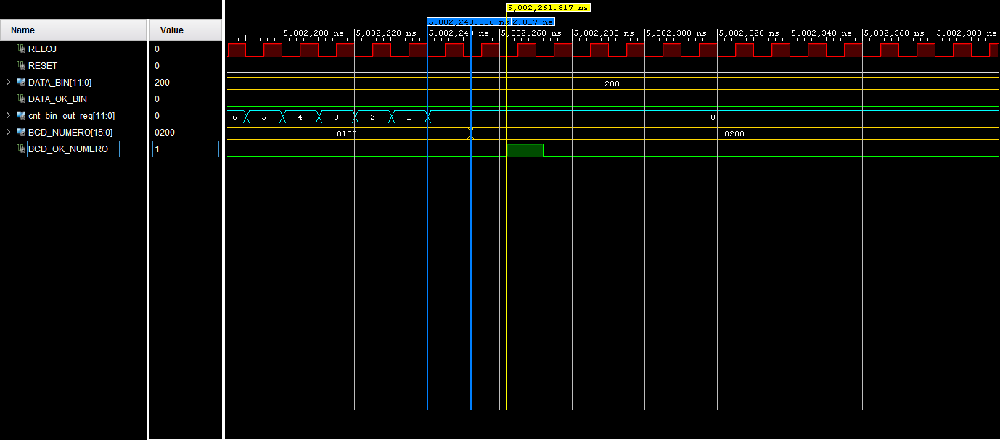 5,002,261.817 ns
5,002,240.086 ns 2.017 ns
Name Value 5,002,200 ns 5,002,220 ns 5,002,240 ns 5,002,260 ns 5,002,280 ns 5,002,300 ns 5,002,320 ns 5,002,340 ns 5,002,360 ns 5,002,380 ns
RELOJ 0
RESET 0
DATA_BIN[11:0] 200 200
DATA_OK_BIN 0
cnt_bin_out_reg[11:0] 0 6 5 4 3 2 1 0
BCD_NUMERO[15:0] 0200 0100 ... 0200
BCD_OK_NUMERO 1